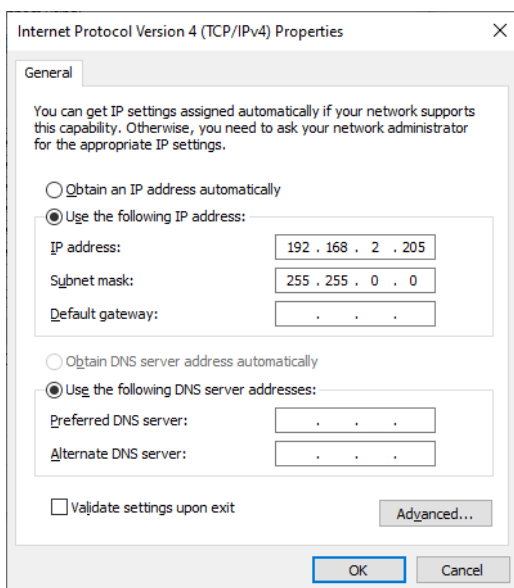 Internet Protocol Version 4 (TCP/IPv4) Properties
General
You can get IP settings assigned automatically if your network supports
this capability. Otherwise, you need to ask your network administrator
for the appropriate IP settings.
Obtain an IP address automatically
Use the following IP address:
IP address: 192 . 168 . 2 . 205
Subnet mask: 255 . 255 . 0 . 0
Default gateway: . . .
Obtain DNS server address automatically
Use the following DNS server addresses:
Preferred DNS server: . . .
Alternate DNS server: . . .
Validate settings upon exit
Advanced...
OK Cancel